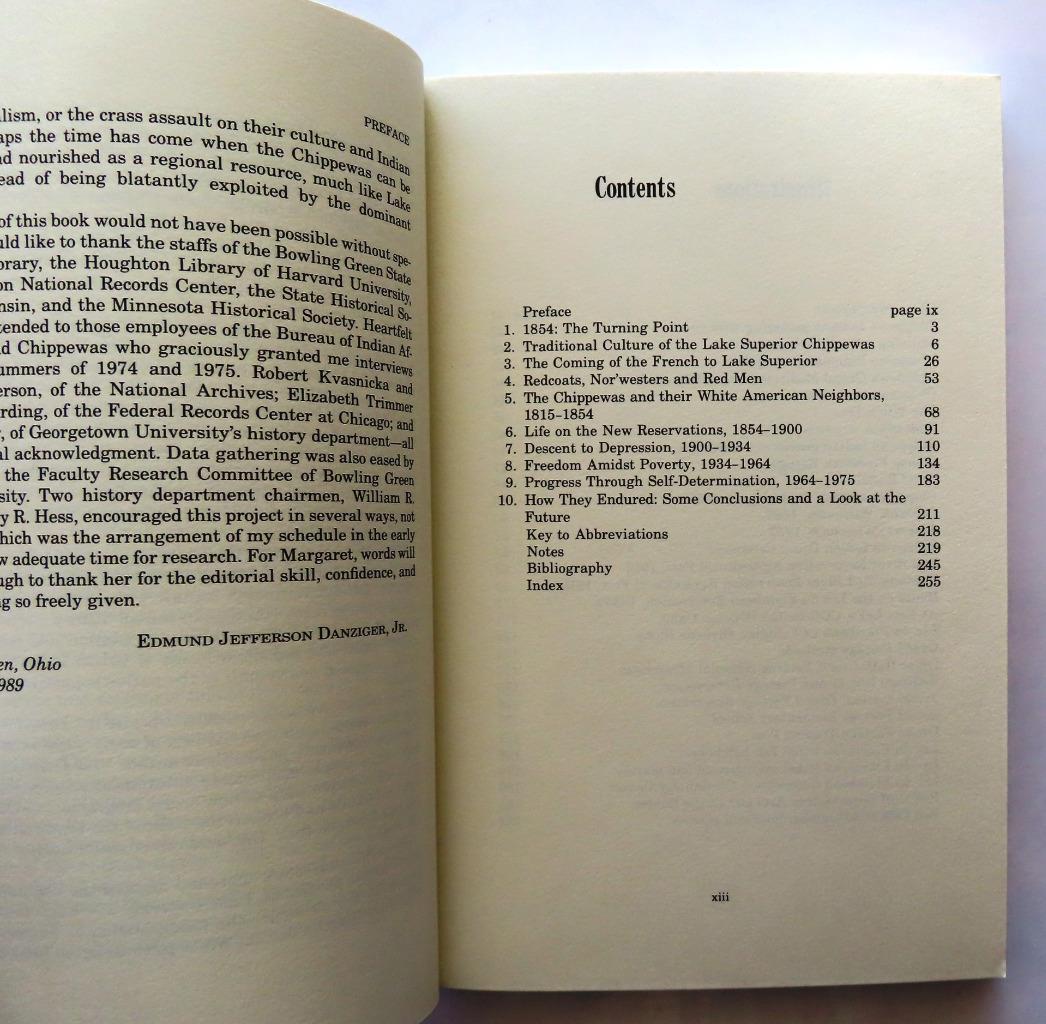 PREFACE
lism, or the crass assault on their culture and Indian
aps the time has come when the Chippewas can be
d nourished as a regional resource, much like Lake
ead of being blatantly exploited by the dominant
of this book would not have been possible without spe-
uld like to thank the staffs of the Bowling Green State
brary, the Houghton Library of Harvard University,
on National Records Center, the State Historical So-
nsin, and the Minnesota Historical Society. Heartfelt
tended to those employees of the Bureau of Indian Af-
d Chippewas who graciously granted me interviews
ummers of 1974 and 1975. Robert Kvasnicka and
erson, of the National Archives; Elizabeth Trimmer
rding, of the Federal Records Center at Chicago; and
, of Georgetown University's history department—all
al acknowledgment. Data gathering was also eased by
the Faculty Research Committee of Bowling Green
sity. Two history department chairmen, William R.
y R. Hess, encouraged this project in several ways, not
hich was the arrangement of my schedule in the early
w adequate time for research. For Margaret, words will
ugh to thank her for the editorial skill, confidence, and
g so freely given.
EDMUND JEFFERSON DANZIGER, JR.
en, Ohio
989
Contents
Preface page ix
1. 1854: The Turning Point 3
2. Traditional Culture of the Lake Superior Chippewas 6
3. The Coming of the French to Lake Superior 26
4. Redcoats, Nor'westers and Red Men 53
5. The Chippewas and their White American Neighbors,
1815–1854 68
6. Life on the New Reservations, 1854–1900 91
7. Descent to Depression, 1900–1934 110
8. Freedom Amidst Poverty, 1934–1964 134
9. Progress Through Self-Determination, 1964–1975 183
10. How They Endured: Some Conclusions and a Look at the
Future 211
Key to Abbreviations 218
Notes 219
Bibliography 245
Index 255
xiii